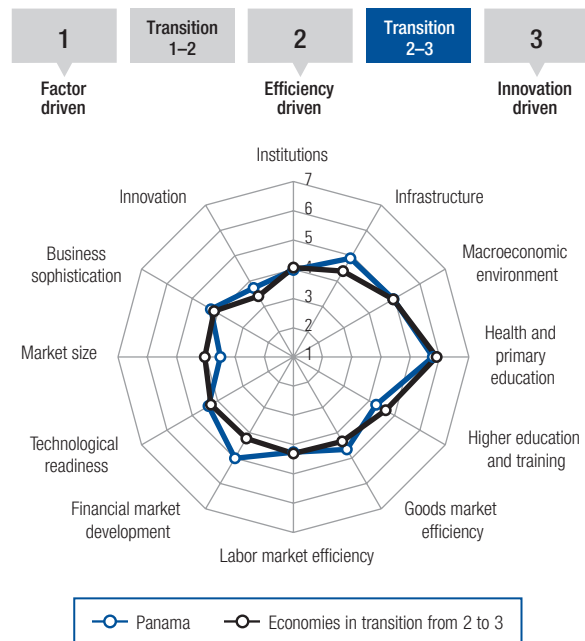 1
Transition
1–2
2
Transition
2–3
3
Factor
driven
Efficiency
driven
Innovation
driven
Institutions
7
Innovation
Infrastructure
6
5
Business
sophistication
Macroeconomic
environment
4
3
2
Market size
1
Health and
primary
education
Technological
readiness
Higher education
and training
Financial market
development
Goods market
efficiency
Labor market efficiency
Panama
Economies in transition from 2 to 3